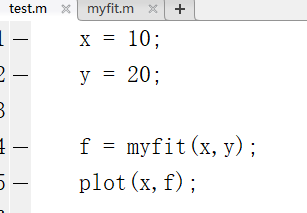 test.m × myfit.m × +
1 – x = 10;
2 – y = 20;
3
4 – f = myfit(x,y);
5 – plot(x,f);